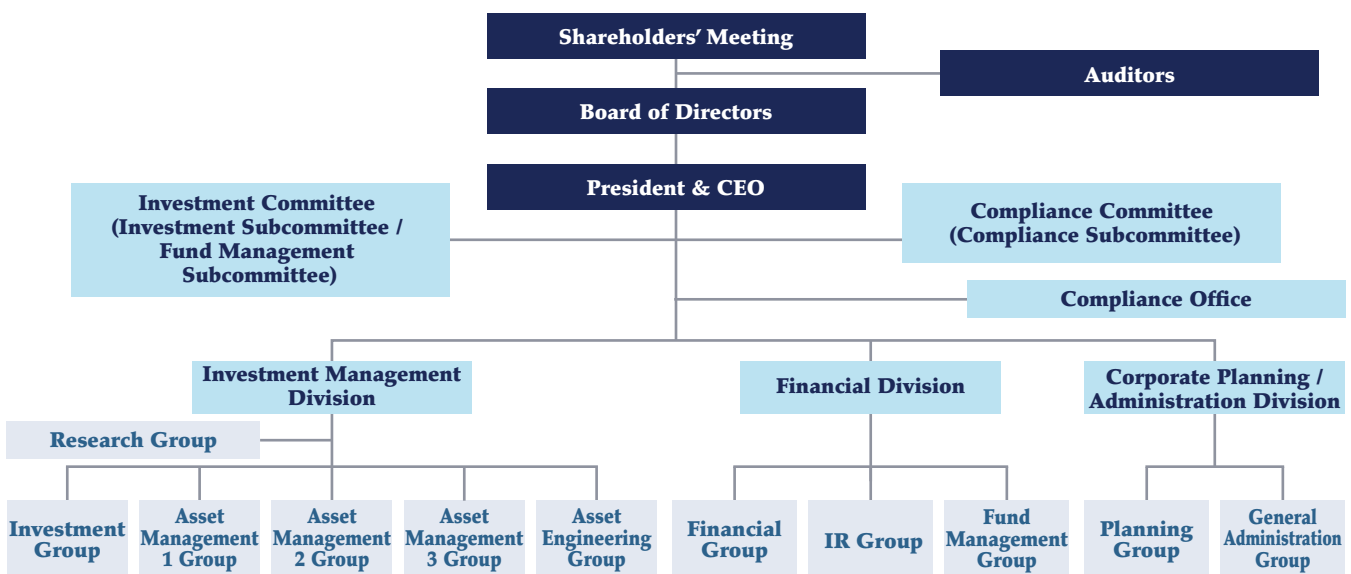 Shareholders’ Meeting
Auditors
Board of Directors
President & CEO
Investment Committee
(Investment Subcommittee /
Fund Management
Subcommittee)
Compliance Committee
(Compliance Subcommittee)
Compliance Office
Investment Management
Division
Financial Division
Corporate Planning /
Administration Division
Research Group
Investment
Group
Asset
Management
1 Group
Asset
Management
2 Group
Asset
Management
3 Group
Asset
Engineering
Group
Financial
Group
IR Group
Fund
Management
Group
Planning
Group
General
Administration
Group